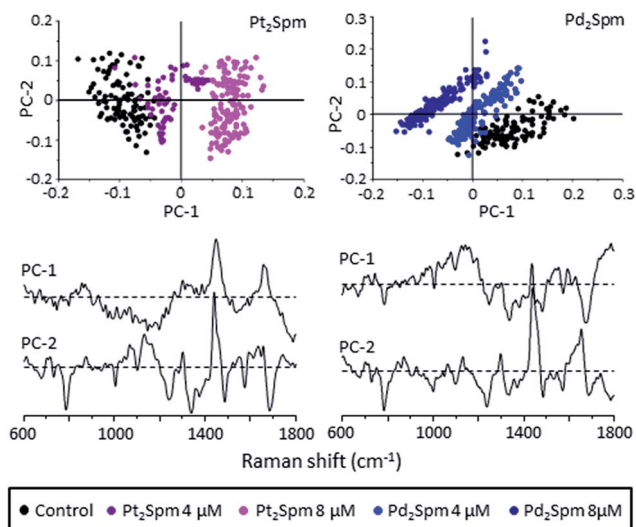 Pt₂Spm
0.2
0.1
0
-0.1
-0.2
PC-2
-0.2 -0.1 0 0.1 0.2
PC-1
Pd₂Spm
0.3
0.2
0.1
0
-0.1
-0.2
PC-2
-0.2 -0.1 0 0.1 0.2 0.3
PC-1
PC-1
PC-2
600 1000 1400 1800
PC-1
PC-2
600 1000 1400 1800
Raman shift (cm⁻¹)
Control Pt₂Spm 4 μM Pt₂Spm 8 μM Pd₂Spm 4 μM Pd₂Spm 8μM